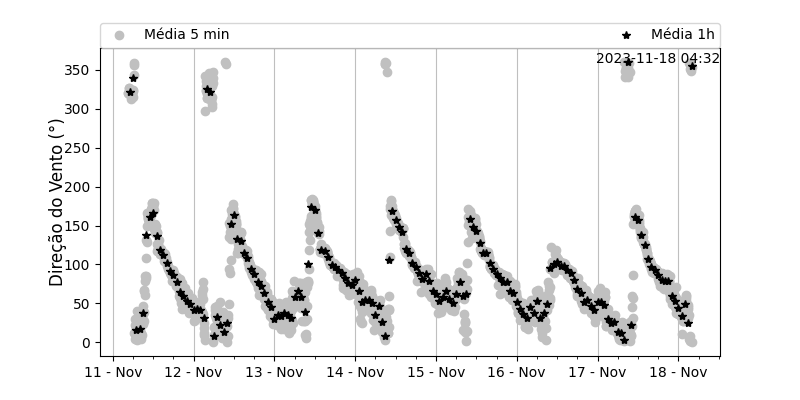 Média 5 min
Média 1h
2023-11-18 04:32
Direção do Vento (°)
350
300
250
200
150
100
50
0
11 - Nov
12 - Nov
13 - Nov
14 - Nov
15 - Nov
16 - Nov
17 - Nov
18 - Nov